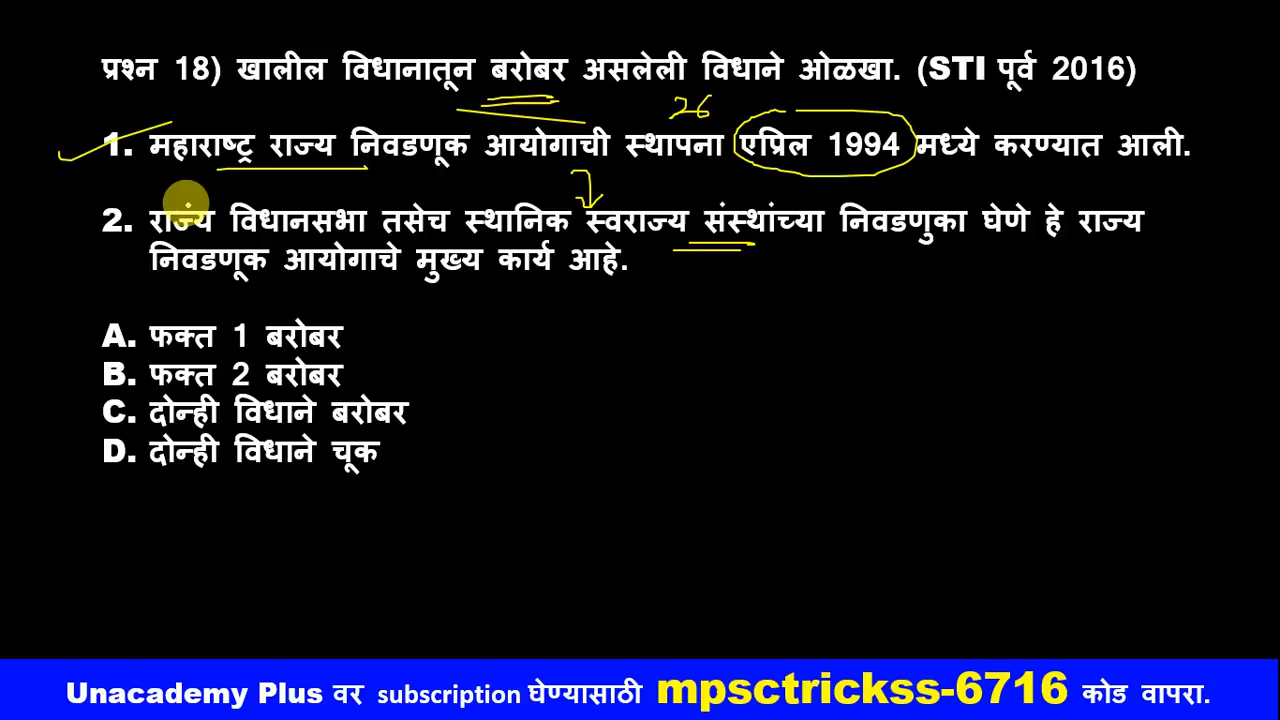 प्रश्न 18) खालील विधानातून बरोबर असलेली विधाने ओळखा. (STI पूर्व 2016)
26
1. महाराष्ट्र राज्य निवडणूक आयोगाची स्थापना एप्रिल 1994 मध्ये करण्यात आली.
2. राज्य विधानसभा तसेच स्थानिक स्वराज्य संस्थांच्या निवडणुका घेणे हे राज्य
निवडणूक आयोगाचे मुख्य कार्य आहे.
A. फक्त 1 बरोबर
B. फक्त 2 बरोबर
C. दोन्ही विधाने बरोबर
D. दोन्ही विधाने चूक
Unacademy Plus वर subscription घेण्यासाठी mpsctrickss-6716 कोड वापरा.